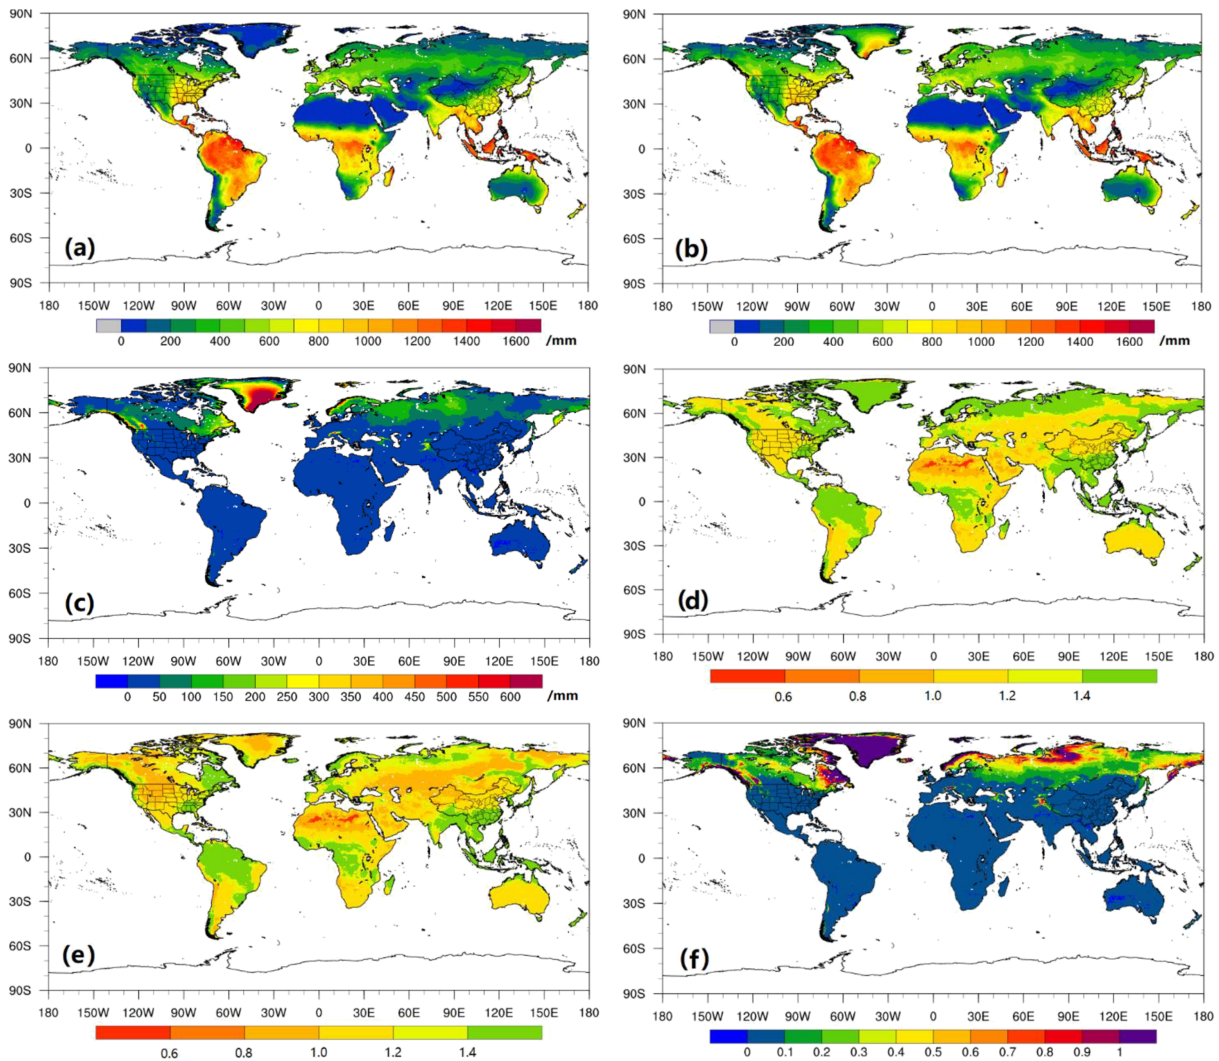 90N 90N
60N 60N
30N 30N
0 0
30S 30S
60S (a) 60S (b)
90S 90S
180 150W 120W 90W 60W 30W 0 30E 60E 90E 120E 150E 180 180 150W 120W 90W 60W 30W 0 30E 60E 90E 120E 150E 180
0 200 400 600 800 1000 1200 1400 1600 /mm 0 200 400 600 800 1000 1200 1400 1600 /mm
90N 90N
60N 60N
30N 30N
0 0
30S 30S
60S (c) 60S (d)
90S 90S
180 150W 120W 90W 60W 30W 0 30E 60E 90E 120E 150E 180 180 150W 120W 90W 60W 30W 0 30E 60E 90E 120E 150E 180
0 50 100 150 200 250 300 350 400 450 500 550 600 /mm 0.6 0.8 1.0 1.2 1.4
90N 90N
60N 60N
30N 30N
0 0
30S 30S
60S (e) 60S (f)
90S 90S
180 150W 120W 90W 60W 30W 0 30E 60E 90E 120E 150E 180 180 150W 120W 90W 60W 30W 0 30E 60E 90E 120E 150E 180
0.6 0.8 1.0 1.2 1.4 0 0.1 0.2 0.3 0.4 0.5 0.6 0.7 0.8 0.9 1